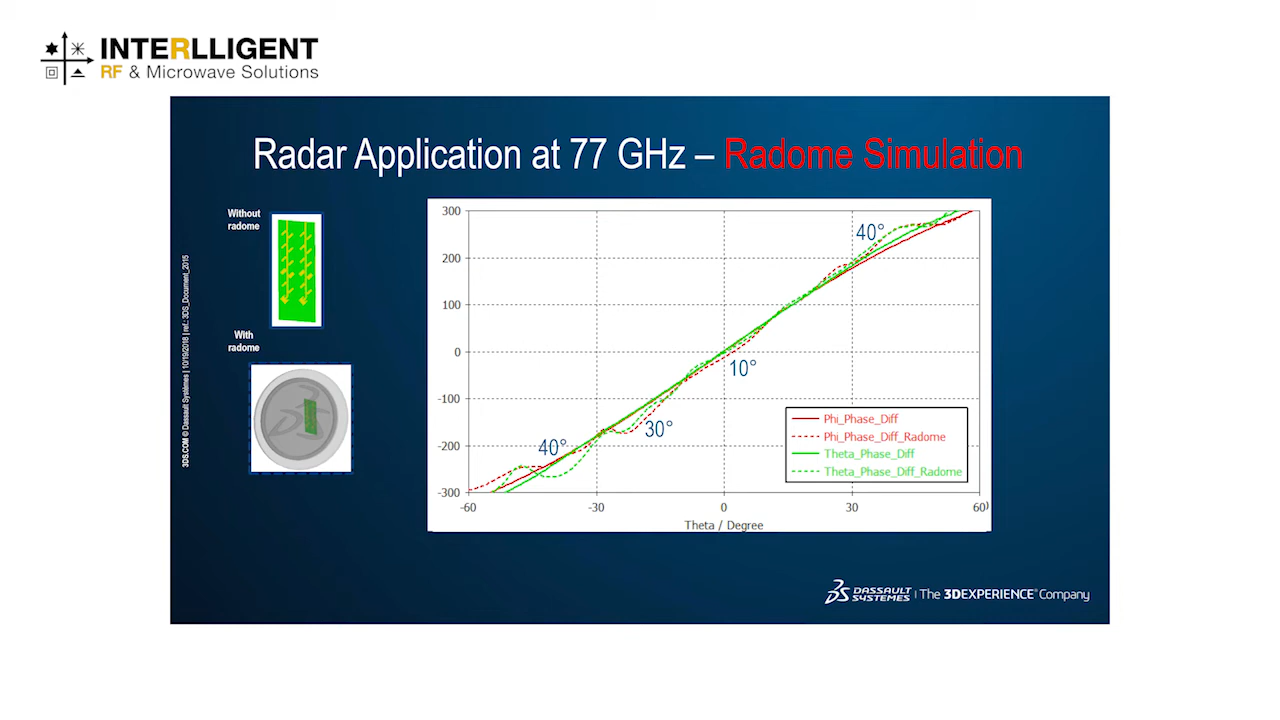 INTERLLIGENT
RF & Microwave Solutions
Radar Application at 77 GHz – Radome Simulation
Without
radome
With
radome
3DS.COM © Dassault Systèmes | 10/19/2018 | ref.: 3DS_Document_2015
300
200
100
0
-100
-200
-300
-60
-30
0
30
60
Theta / Degree
40°
10°
30°
40°
Phi_Phase_Diff
Phi_Phase_Diff_Radome
Theta_Phase_Diff
Theta_Phase_Diff_Radome
DASSAULT
SYSTEMES | The 3DEXPERIENCE Company